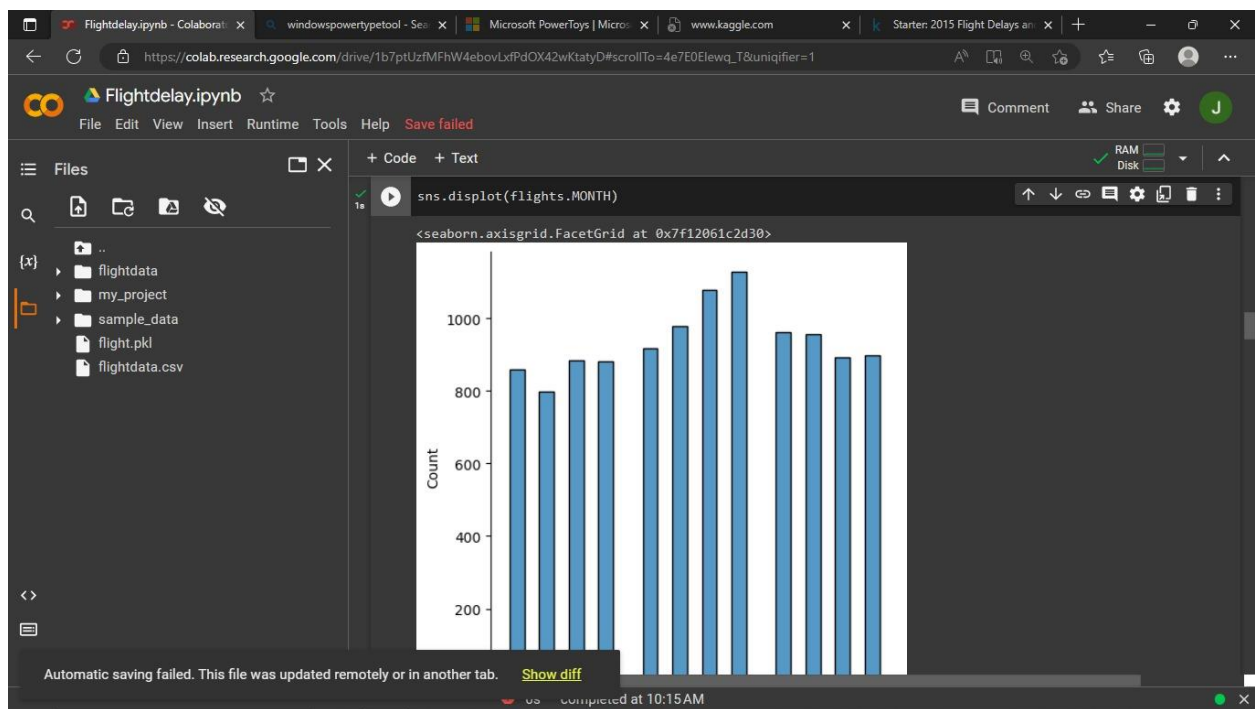 Flightdelay.ipynb - Colaborat
windowspowertypetool - Sea
Microsoft PowerToys | Micros
www.kaggle.com
Starter: 2015 Flight Delays an
https://colab.research.google.com/drive/1b7ptUzfMFhW4ebovLxfPdOX42wKtatyD#scrollTo=4e7E0Elewq_T&uniqifier=1
CO Flightdelay.ipynb
Comment Share J
File Edit View Insert Runtime Tools Help Save failed
Files
+ Code + Text
RAM
Disk
1s
sns.displot(flights.MONTH)
<seaborn.axisgrid.FacetGrid at 0x7f12061c2d30>
{x}
..
flightdata
my_project
sample_data
flight.pkl
flightdata.csv
1000
800
600
400
200
Count
Automatic saving failed. This file was updated remotely or in another tab. Show diff
completed at 10:15 AM